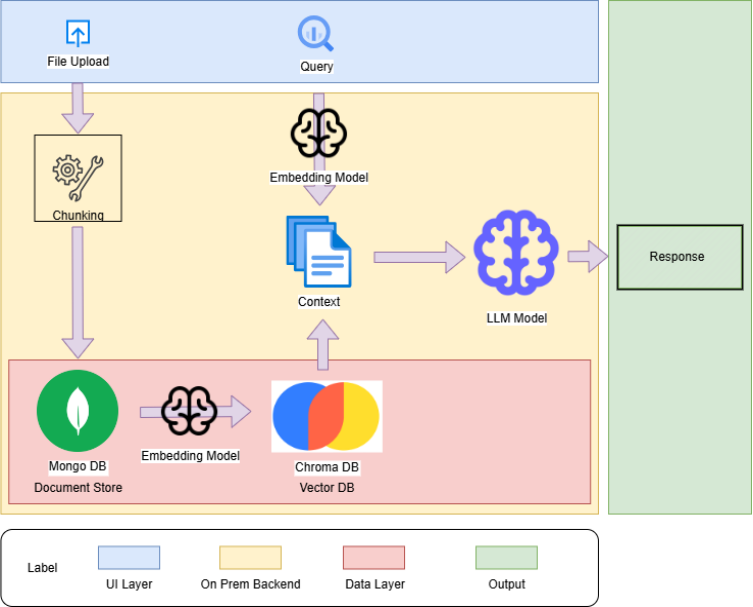 File Upload
Query
Chunking
Embedding Model
Context
LLM Model
Response
Mongo DB
Document Store
Embedding Model
Chroma DB
Vector DB
Label
UI Layer
On Prem Backend
Data Layer
Output